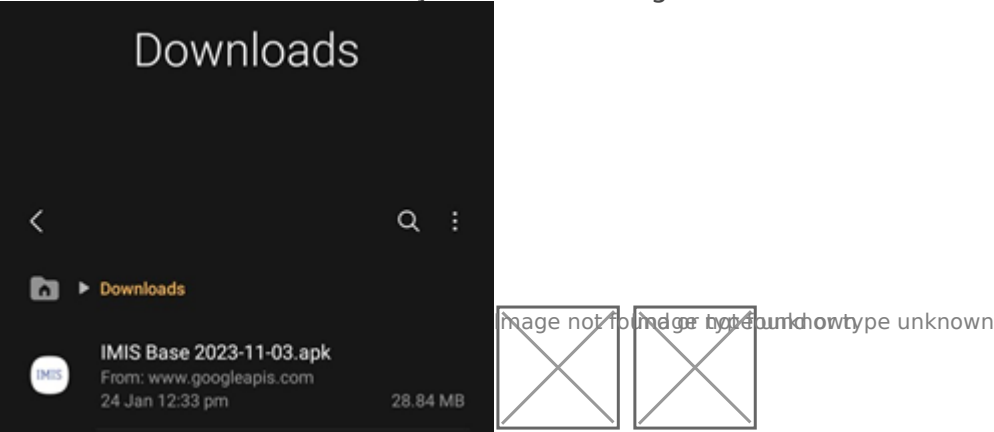 Downloads
Downloads
IMIS Base 2023-11-03.apk
IMIS
From: www.googleapis.com
24 Jan 12:33 pm
28.84 MB
Image not found or type unknown
Image not found or type unknown